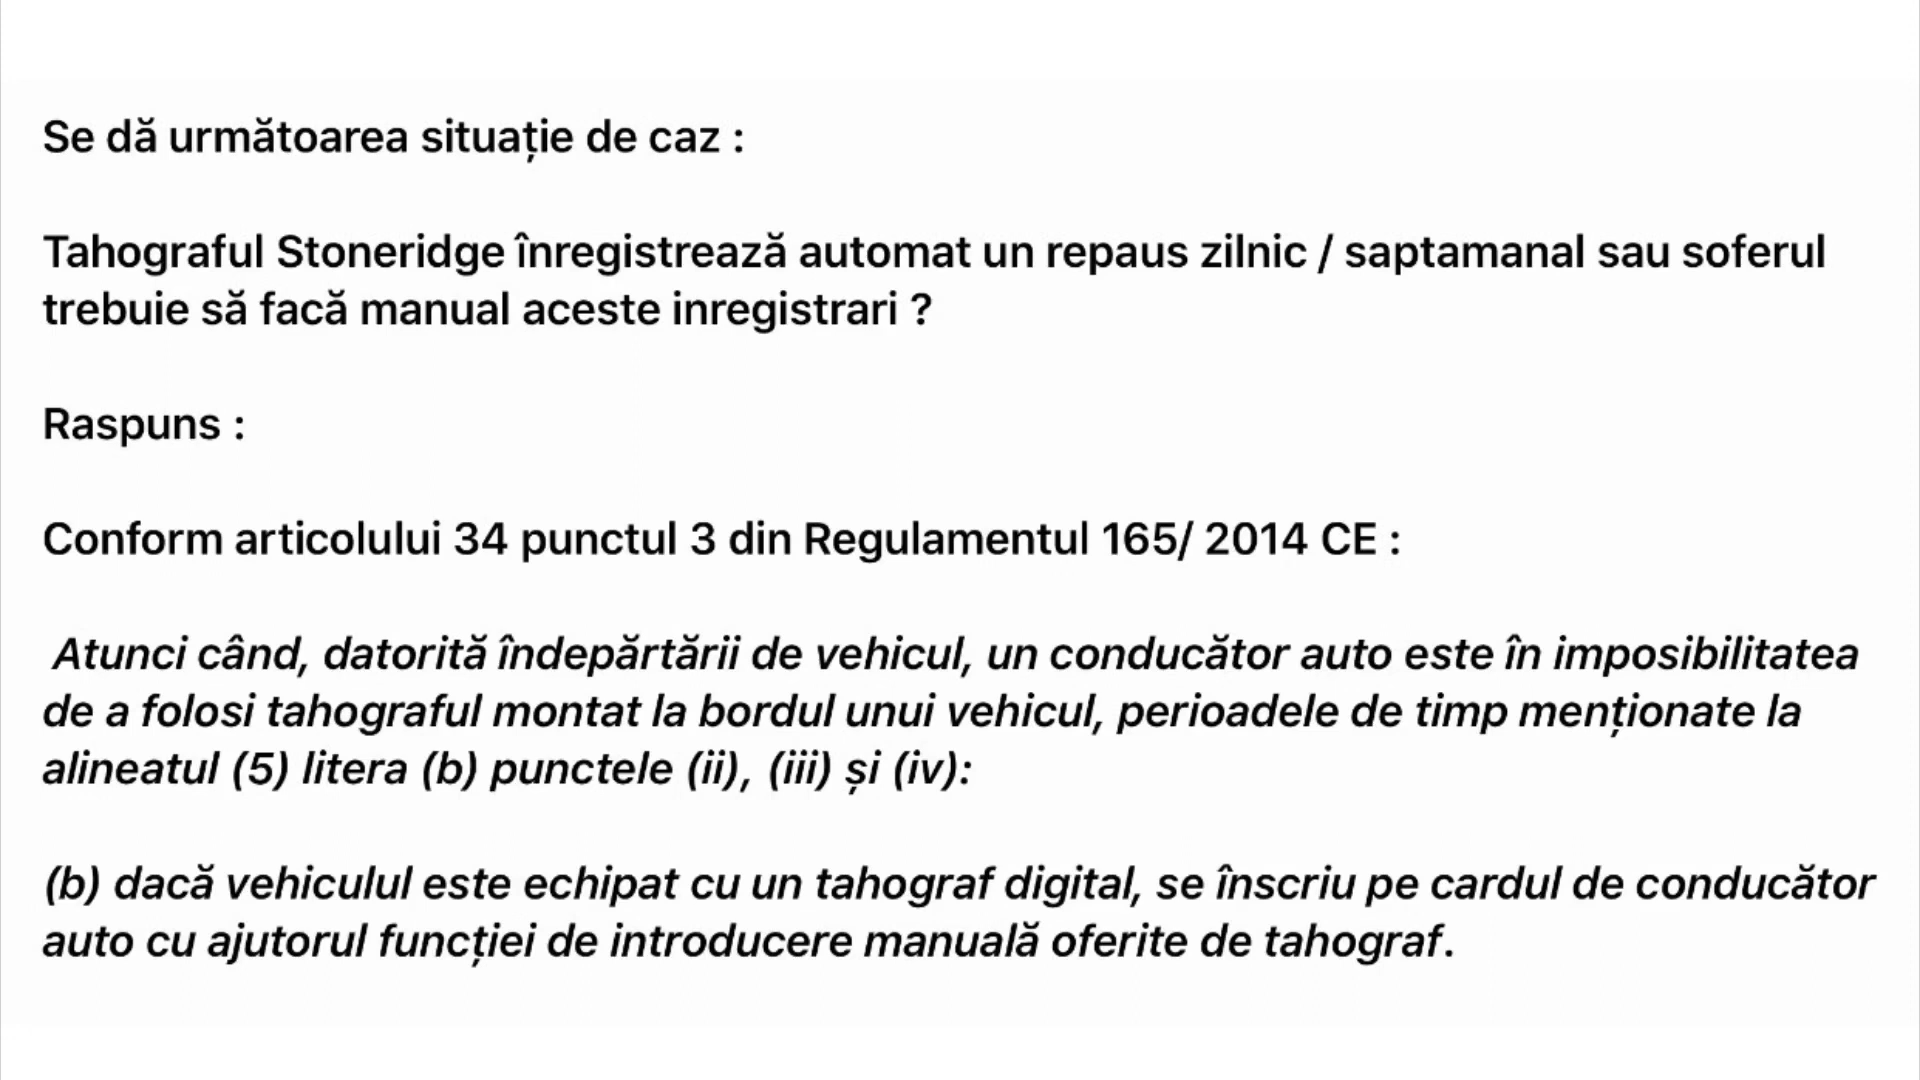 Se dă următoarea situație de caz :
Tahograful Stoneridge înregistrează automat un repaus zilnic / saptamanal sau soferul
trebuie să facă manual aceste inregistrari ?
Raspuns :
Conform articolului 34 punctul 3 din Regulamentul 165/ 2014 CE :
Atunci când, datorită îndepărtării de vehicul, un conducător auto este în imposibilitatea
de a folosi tahograful montat la bordul unui vehicul, perioadele de timp menționate la
alineatul (5) litera (b) punctele (ii), (iii) și (iv):
(b) dacă vehiculul este echipat cu un tahograf digital, se înscriu pe cardul de conducător
auto cu ajutorul funcției de introducere manuală oferite de tahograf.